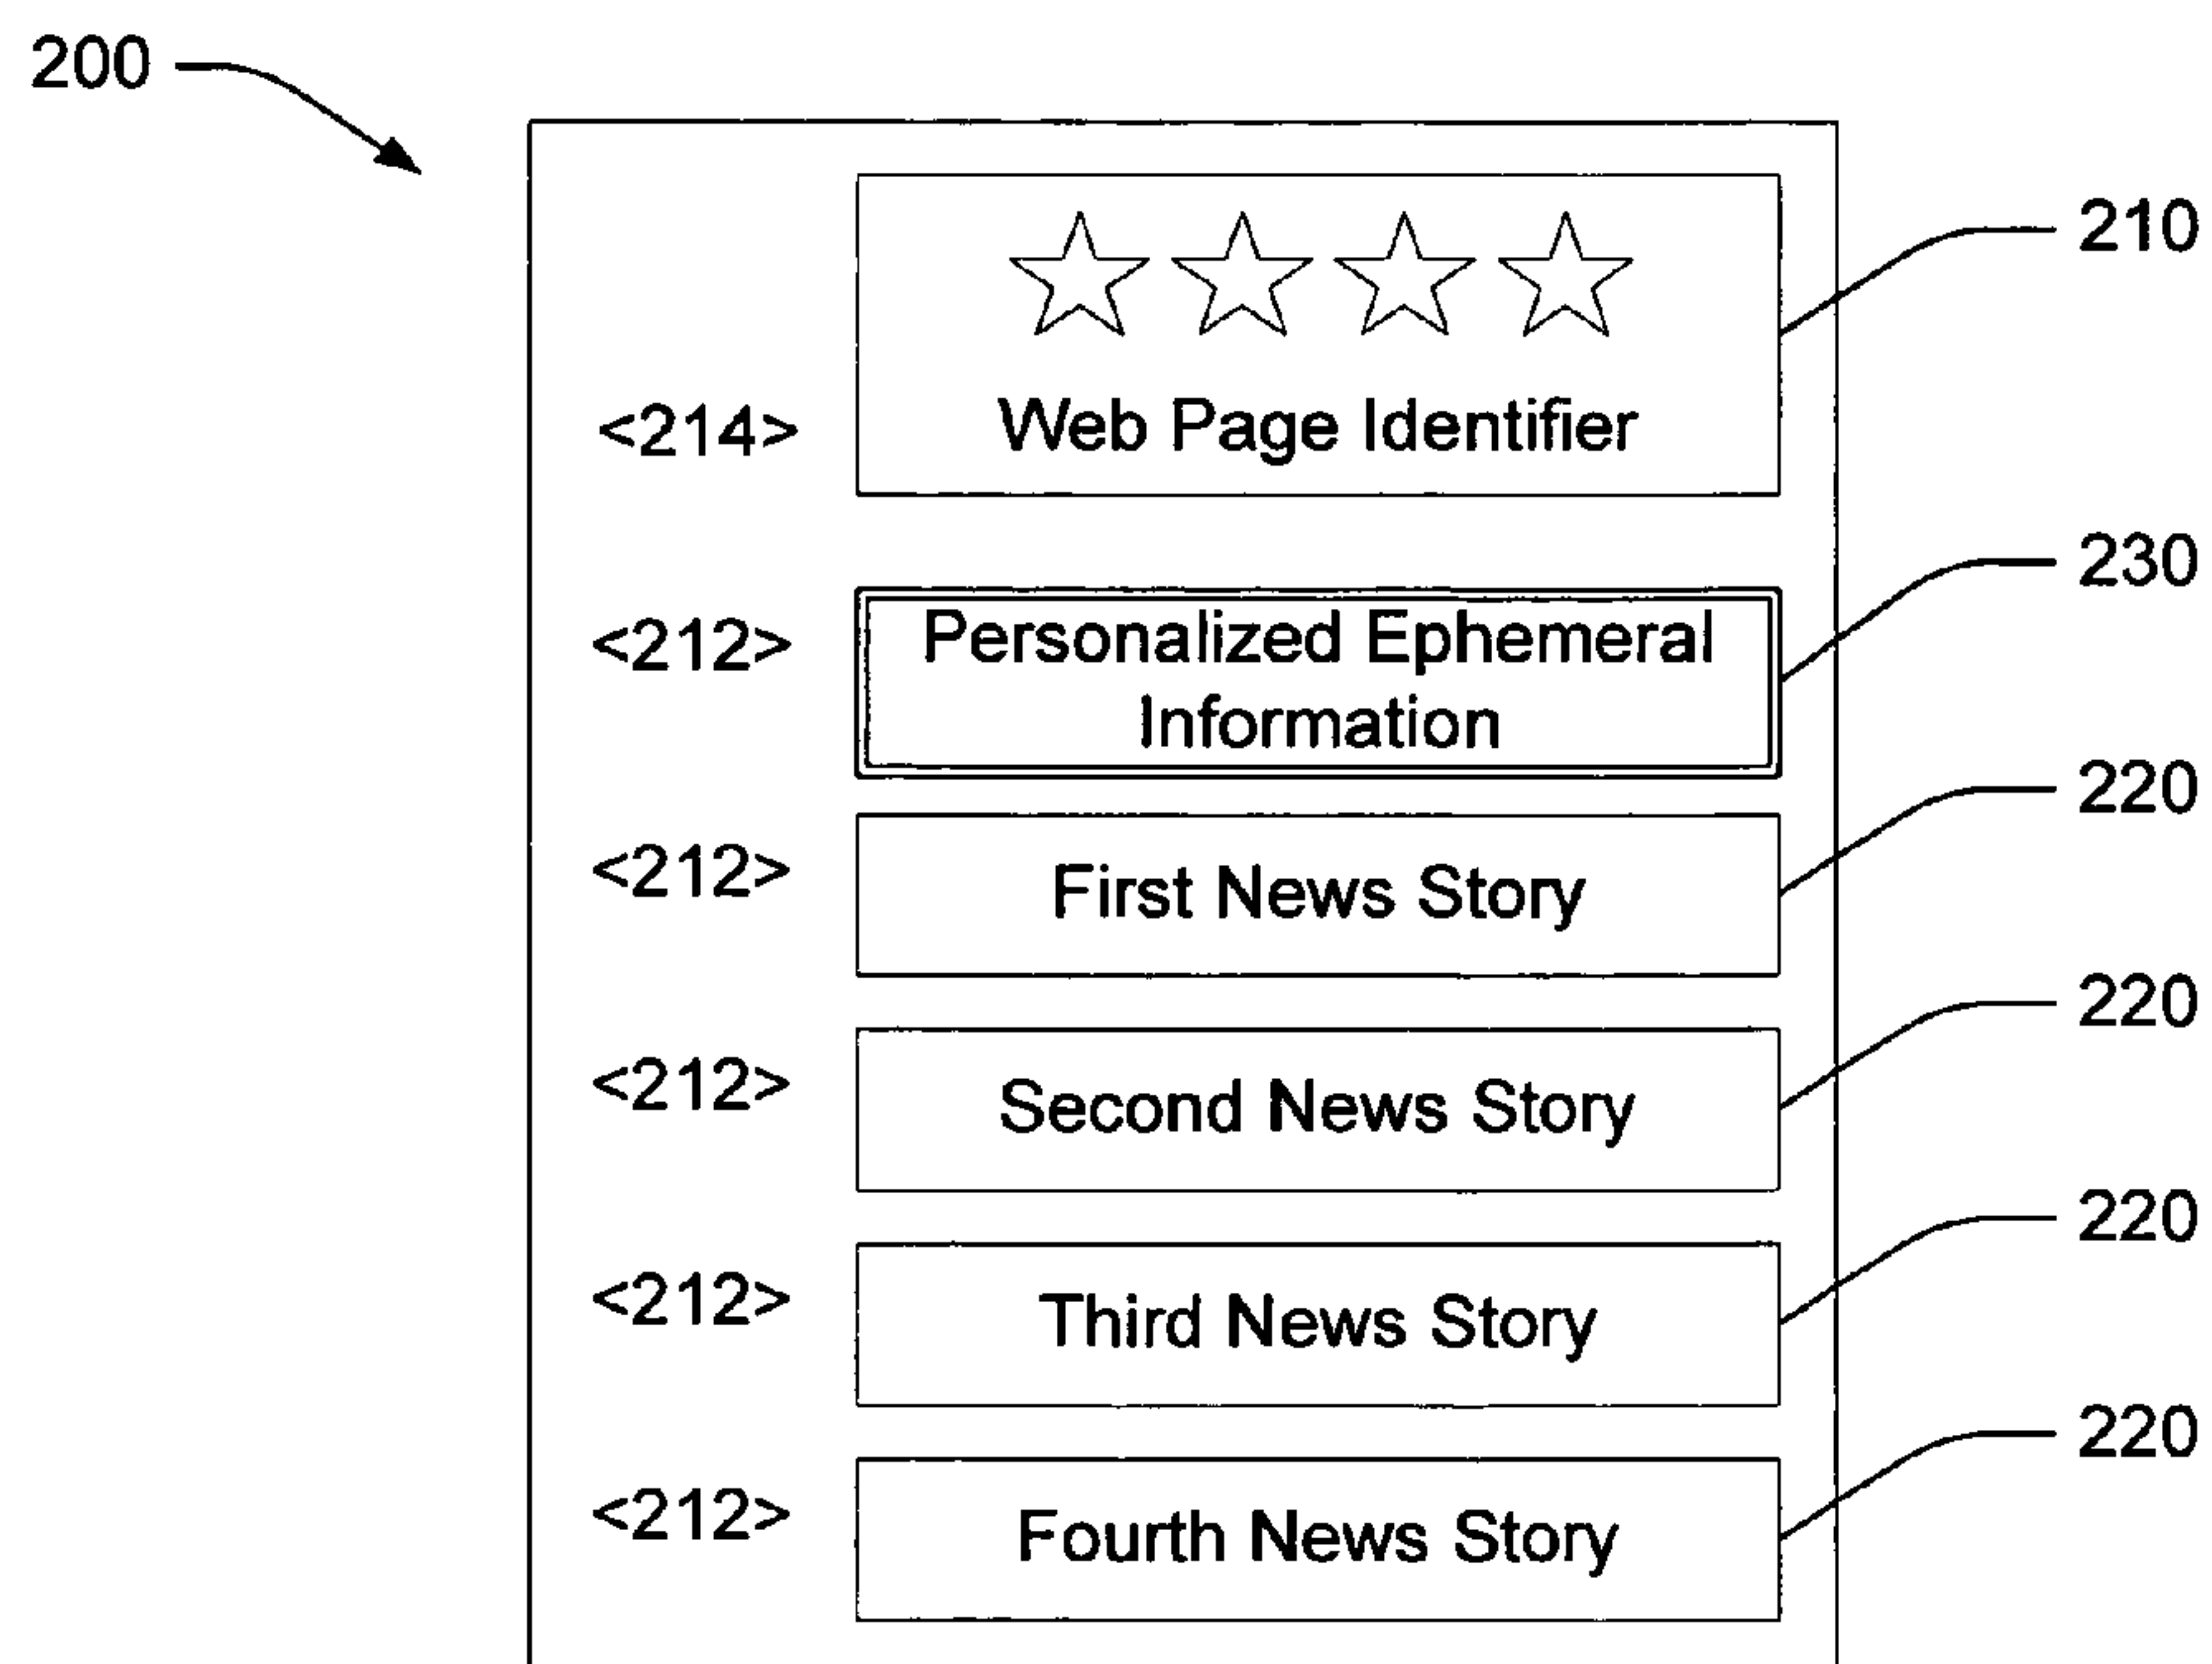 200
210
<214> Web Page Identifier
230
<212> Personalized Ephemeral
Information
220
<212> First News Story
220
<212> Second News Story
220
<212> Third News Story
220
<212> Fourth News Story